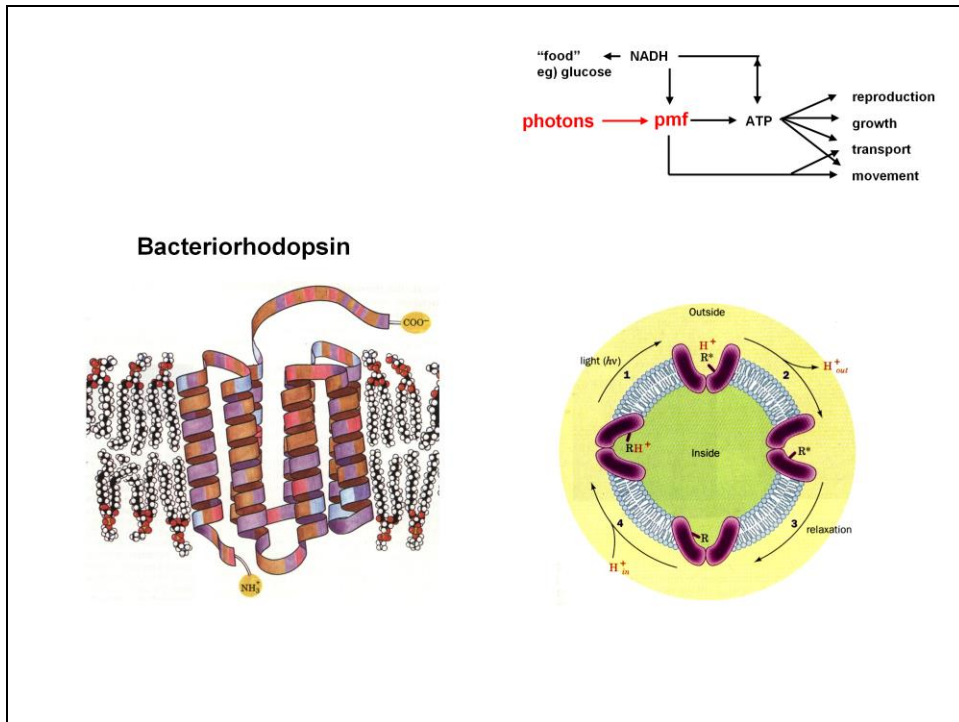 “food”
eg) glucose
NADH
photons
pmf
ATP
reproduction
growth
transport
movement
Bacteriorhodopsin
COO⁻
NH₃⁺
Outside
light (hν)
1
H⁺
R*
2
H⁺out
RH⁺
Inside
R*
4
R
3
relaxation
H⁺in